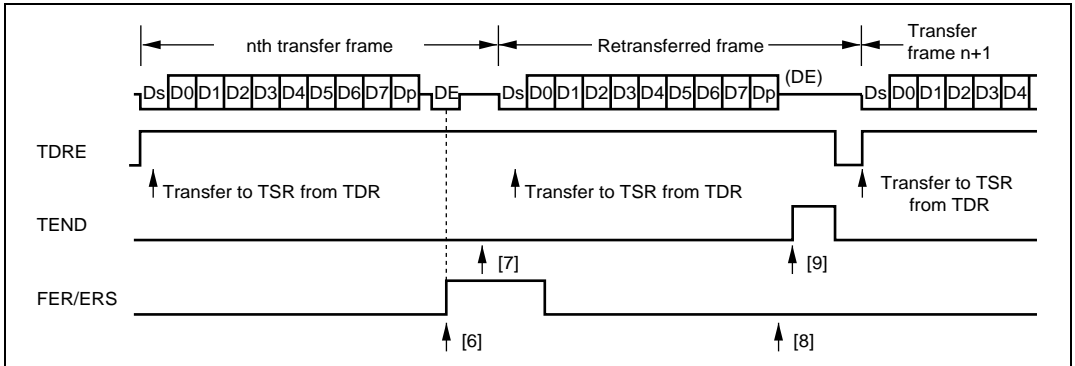 nth transfer frame
Retransferred frame
Transfer
frame n+1
(DE)
Ds D0 D1 D2 D3 D4 D5 D6 D7 Dp DE Ds D0 D1 D2 D3 D4 D5 D6 D7 Dp Ds D0 D1 D2 D3 D4
TDRE
Transfer to TSR from TDR
Transfer to TSR from TDR
Transfer to TSR
from TDR
TEND
[7]
[9]
FER/ERS
[6]
[8]